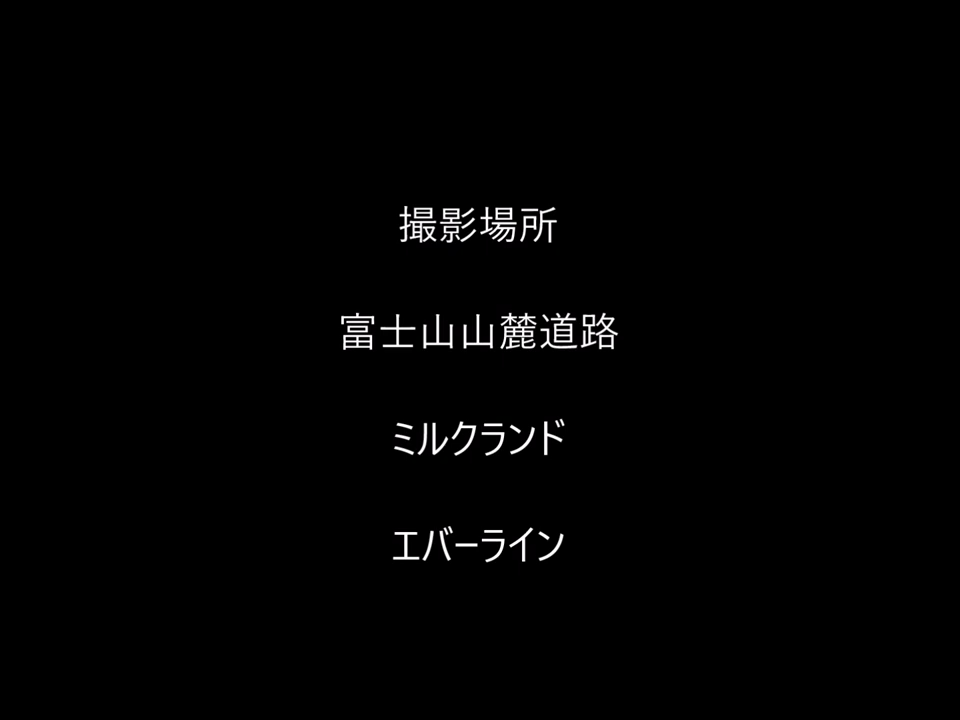 撮影場所
富士山山麓道路
ミルクランド
エバーライン